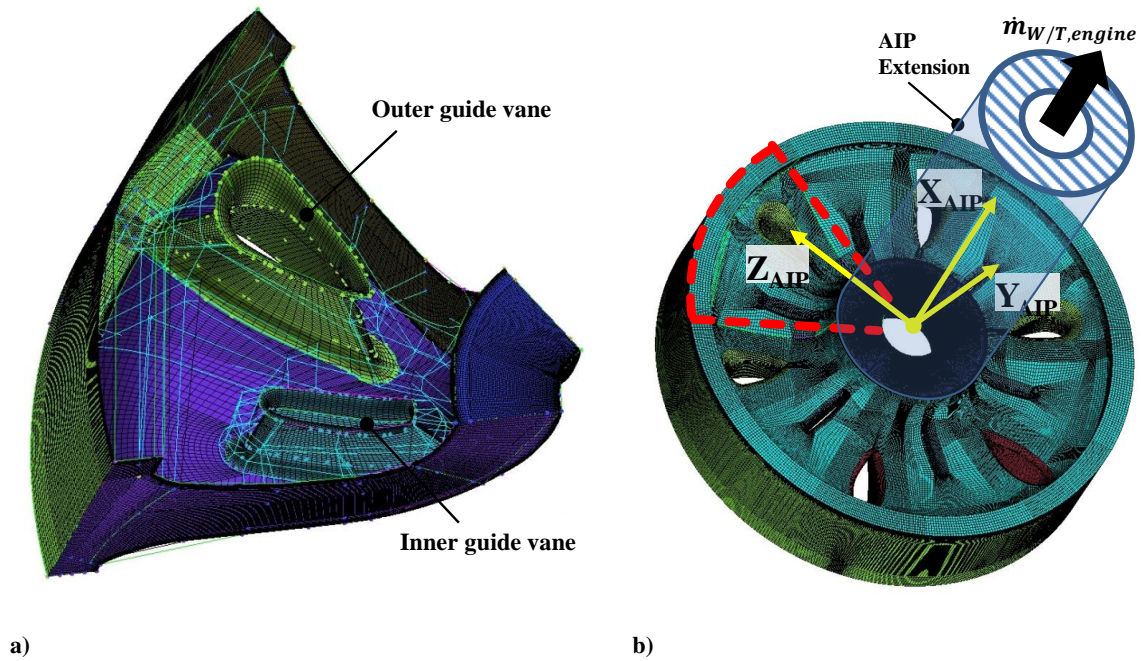 Outer guide vane
Inner guide vane
a)
AIP
Extension
ṁW/T,engine
XAIP
ZAIP
YAIP
b)